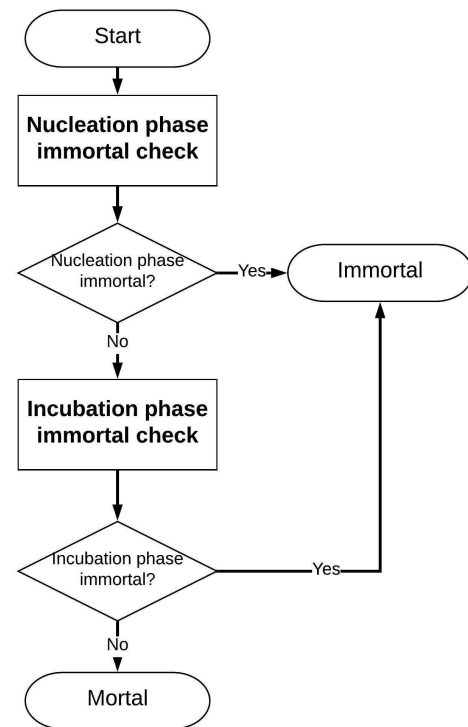 Start
Nucleation phase
immortal check
Nucleation phase
immortal?
Yes
Immortal
No
Incubation phase
immortal check
Incubation phase
immortal?
Yes
No
Mortal